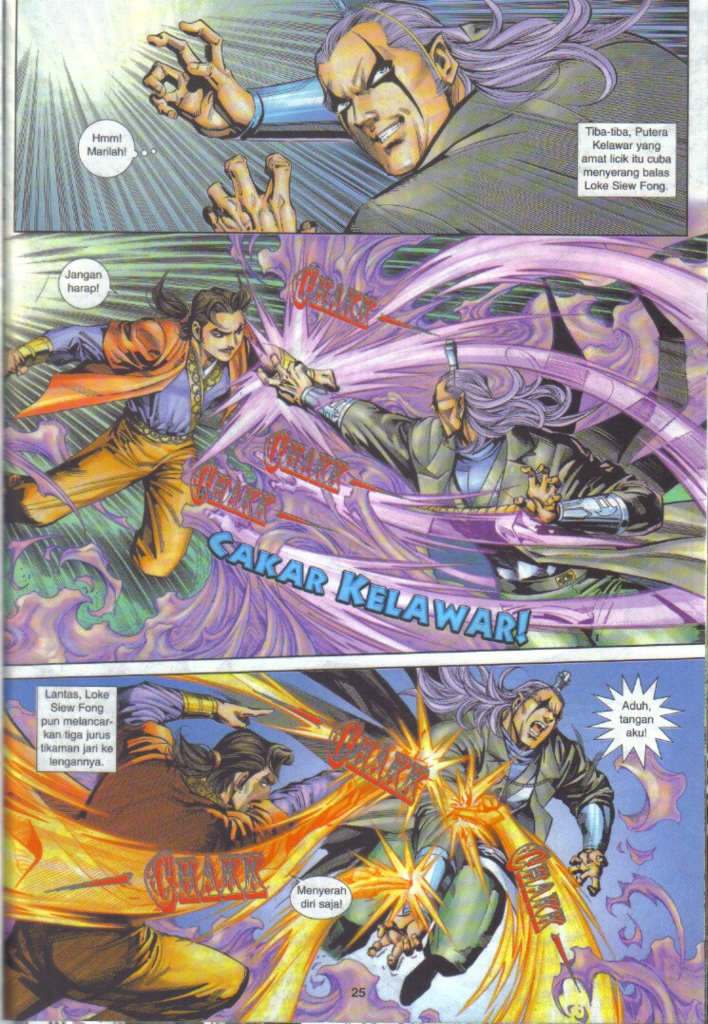 Hmm!
Marilah!
Tiba-tiba, Putera
Kelawar yang
amat licik itu cuba
menyerang balas
Loke Siew Fong.
Jangan
harap!
CHAKK
CHAKK
CHAKK
CAKAR KELAWAR!
Lantas, Loke
Siew Fong
pun melancar-
kan tiga jurus
tikaman jari ke
lengannya.
Aduh,
tangan
aku!
CHAKK
CHAKK
CHAKK
Menyerah
diri saja!
25